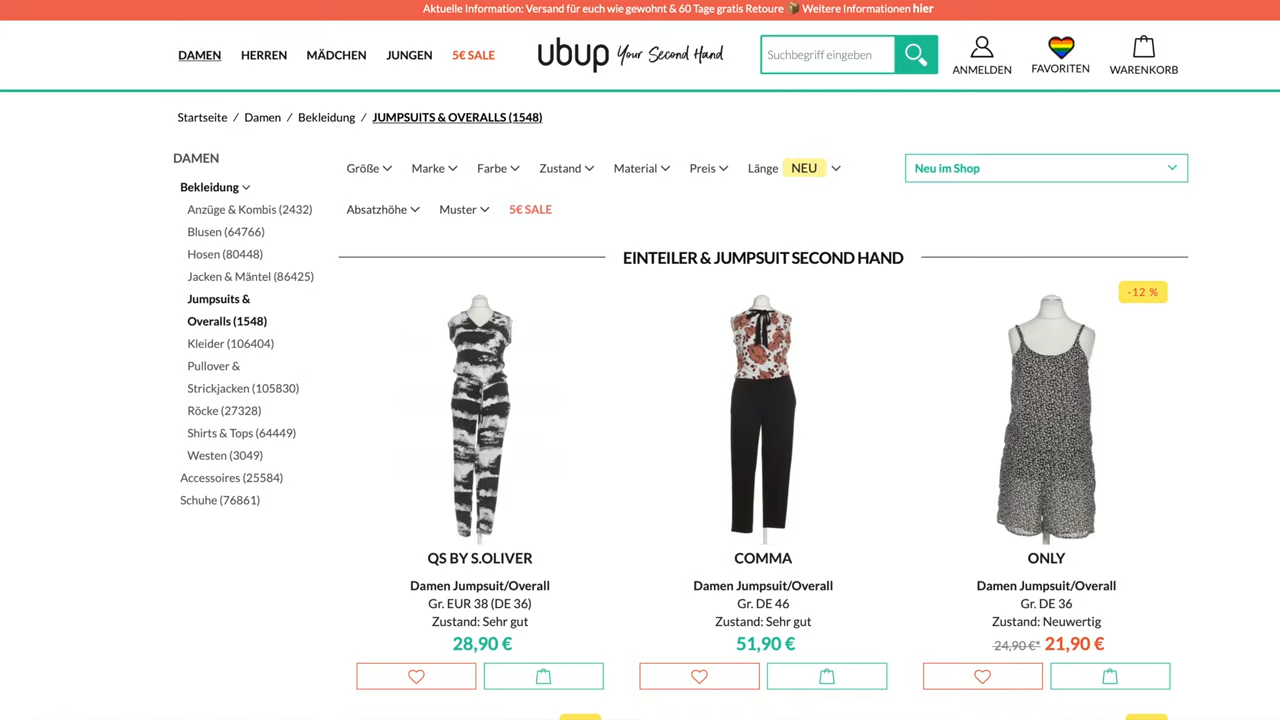 Aktuelle Information: Versand für euch wie gewohnt & 60 Tage gratis Retoure 📦 Weitere Informationen hier
DAMEN HERREN MÄDCHEN JUNGEN 5€ SALE
ubup Your Second Hand
Suchbegriff eingeben
ANMELDEN FAVORITEN WARENKORB
Startseite / Damen / Bekleidung / JUMPSUITS & OVERALLS (1548)
DAMEN
Bekleidung
Anzüge & Kombis (2432)
Blusen (64766)
Hosen (80448)
Jacken & Mäntel (86425)
Jumpsuits &
Overalls (1548)
Kleider (106404)
Pullover &
Strickjacken (105830)
Röcke (27328)
Shirts & Tops (64449)
Westen (3049)
Accessoires (25584)
Schuhe (76861)
Größe Marke Farbe Zustand Material Preis Länge NEU
Neu im Shop
Absatzhöhe Muster 5€ SALE
EINTEILER & JUMPSUIT SECOND HAND
QS BY S.OLIVER
Damen Jumpsuit/Overall
Gr. EUR 38 (DE 36)
Zustand: Sehr gut
28,90 €
COMMA
Damen Jumpsuit/Overall
Gr. DE 46
Zustand: Sehr gut
51,90 €
-12 %
ONLY
Damen Jumpsuit/Overall
Gr. DE 36
Zustand: Neuwertig
24,90 €* 21,90 €